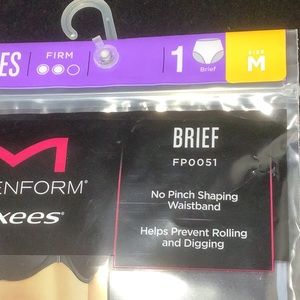 ES
FIRM
1
Brief
SIZE
M
BRIEF
FP0051
ENFORM®
xees®
No Pinch Shaping
Waistband
Helps Prevent Rolling
and Digging